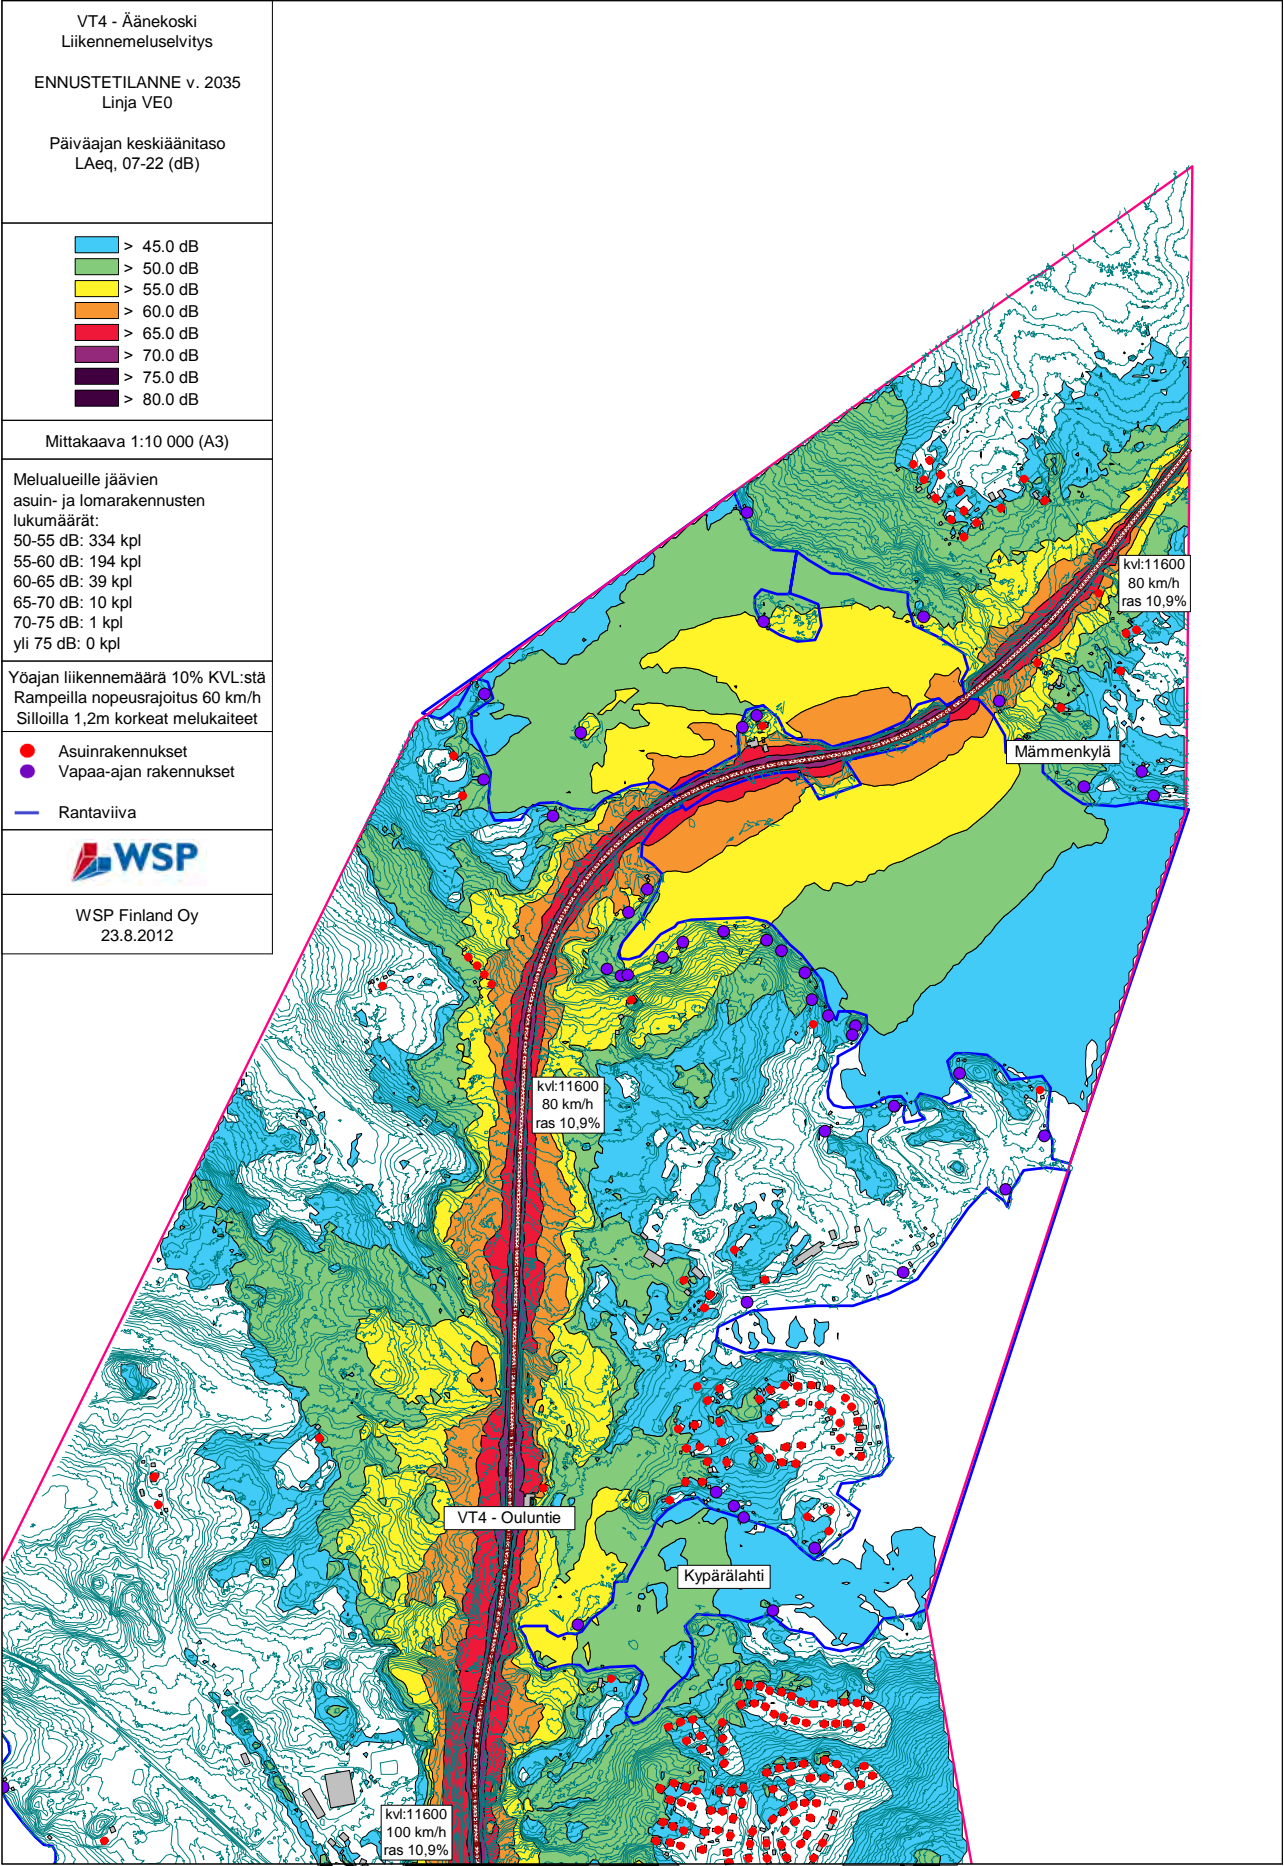 VT4 - Äänekoski
Liikennemeluselvitys
ENNUSTETILANNE v. 2035
Linja VE0
Päiväajan keskiäänitaso
LAeq, 07-22 (dB)
> 45.0 dB
> 50.0 dB
> 55.0 dB
> 60.0 dB
> 65.0 dB
> 70.0 dB
> 75.0 dB
> 80.0 dB
Mittakaava 1:10 000 (A3)
Melualueille jäävien
asuin- ja lomarakennusten
lukumäärät:
50-55 dB: 334 kpl
55-60 dB: 194 kpl
60-65 dB: 39 kpl
65-70 dB: 10 kpl
70-75 dB: 1 kpl
yli 75 dB: 0 kpl
Yöajan liikennemäärä 10% KVL:stä
Rampeilla nopeusrajoitus 60 km/h
Silloilla 1,2m korkeat melukaiteet
Asuinrakennukset
Vapaa-ajan rakennukset
Rantaviiva
WSP
WSP Finland Oy
23.8.2012
kvl:11600
80 km/h
ras 10,9%
Mämmenkylä
kvl:11600
80 km/h
ras 10,9%
VT4 - Ouluntie
Kypärälahti
kvl:11600
100 km/h
ras 10,9%